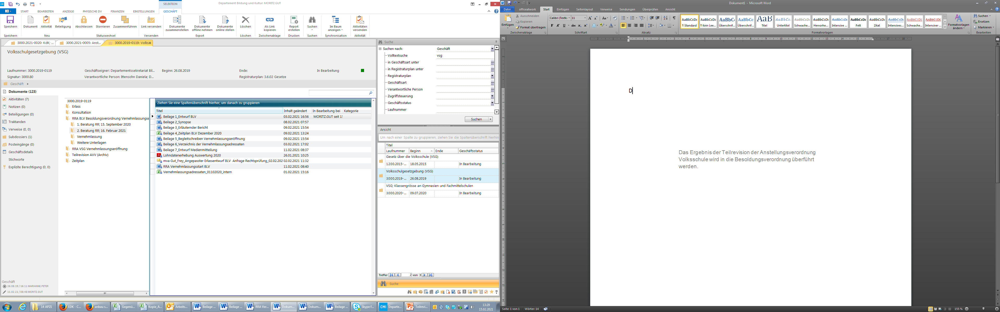 SELEKTION
Departement Bildung und Kultur: MORITZ.GUT
START BEARBEITEN ANZEIGE PHYSISCHE DV FINANZEN EINSTELLUNGEN GESCHÄFT
Speichern Dokument Aktivität Beteiligung Abschliessen Stornieren Zusammenführen Link versenden Dokumente zusammenstellen Dokumente offline nehmen Dokumente online stellen Löschen Als Link kopieren Report erstellen Suchen Im Baum anzeigen Aktivitäten versenden
Speichern Neu Statuswechsel Versenden Export Löschen Zwischenablage Drucken Suchen Synchronisation Aktivität
3000.2021-0020: KdK; ... 3000.2021-0005: Anst... 3000.2019-0119: Volks
Volksschulgesetzgebung (VSG)
Laufnummer: 3000.2019-0119 Geschäftseigner: Departementssekretariat Bil... Beginn: 26.08.2019 Ende: In Bearbeitung
Signatur: 3000.80 Verantwortliche Person: Ittensohn Daniela; D... Registraturplan: 3.6.02 Gesetze
Geschäft
Dokumente (123)
Aktivitäten (7)
Notizen (0)
Beteiligungen (0)
Traktanden
Verweise (0, 0)
Subdossiers (1)
Posteingänge (0)
Geschäftsdetails
Stichworte
Explizite Berechtigung (0, 0)
Geschäft
26.08.19 / 16:11 MARIANNE.PETER
11.02.21 / 08:48 MORITZ.GUT
3000.2019-0119
Erlass
Konsultation
RRA BLV Besoldungsverordnung Vernehmlassungse
1. Beratung RR; 15. September 2020
2. Beratung RR; 16. Februar 2021
Vernehmlassung
Weitere Unterlagen
RRA VSG Vernehmlassungseröffnung
Teilrevision AVV (Archiv)
Zeitplan
Ziehen Sie eine Spaltenüberschrift hierher, um danach zu gruppieren
Titel Inhalt geändert In Bearbeitung bei Kategorie
Beilage 1_Entwurf BLV 03.02.2021 16:56 MORITZ.GUT seit 15
Beilage 2_Synopse 08.02.2021 07:57
Beilage 3_Erläuternder Bericht 09.02.2021 15:54
Beilage 4_Zeitplan BLV Dezember 2020 09.02.2021 13:24
Beilage 5_Begleitschreiben Vernehmlassungseröffnung 09.02.2021 15:54
Beilage 6_Verzeichnis der Vernehmlassungsadressaten 03.02.2021 17:02
Beilage 7_Entwurf Medienmitteilung 11.02.2021 08:37
Lohndatenerhebung Auswertung 2020 26.01.2021 10:25
mva Gut_Frey_Angepasster Erlassentwurf BLV Anfrage Rechtsprüfung_02.02.202 02.02.2021 11:32
RRA Vernehmlassungsstart BLV 11.02.2021 08:40
Vernehmlassungsadressaten_01102020_intern 01.02.2021 15:16
Suche
Suchen nach: Geschäft
Volltextsuche vsg
in Geschäftsart unter
in Registraturplan unter
Registraturplan
Geschäftsart
Verantwortliche Person
Zugriffsteuerung
Geschäftsstatus
Laufnummer
Suchen
Ansicht
Um nach einer Spalte zu gruppieren, ziehen Sie die Spaltenüberschrift hierhin
Titel
Laufnummer Beginn Ende Geschäftsstatus
Gesetz über die Volksschule (VSG)
1200.2015-... 18.05.2015 In Bearbeitung
Volksschulgesetzgebung (VSG)
3000.2019-... 26.08.2019 In Bearbeitung
VSG; Klassengrösse an Gymnasien und Fachmittelschulen
3000.2020-... 09.07.2020 In Bearbeitung
Treffer 2 von 3
Suche
Dokument1 - Microsoft Word
Datei officeatwork Start Einfügen Seitenlayout Verweise Sendungen Überprüfen Ansicht
Einfügen
Ausschneiden
Kopieren
Format übertragen
Zwischenablage
Calibri (Textk 11
F K U abc
Schriftart
Absatz
¶ Standard ¶ Kein Lee... Überschrif... Überschrif... Titel Untertitel Schwache... Hervorhe... Intensive ... Fett Zitat Intensives... Schwache... Intensiver ...
Formatvorlagen
Formatvorlagen ändern
Suchen
Ersetzen
Markieren
Bearbeiten
D
Das Ergebnis der Teilrevision der Anstellungsverordnung
Volksschule wird in die Besoldungsverordnung überführt
werden.
Seite: 1 von 1 Wörter: 14 155 %
14 AP21 EDK - C... anbau s... Gegenü... Kopie_A... Arbeits... Beilage ... Beilage ... RRA Ver... Dokum... Dokum... Beilage ... Skype f... CMI Departe... Teilrevi...
13:29
15.02.2021